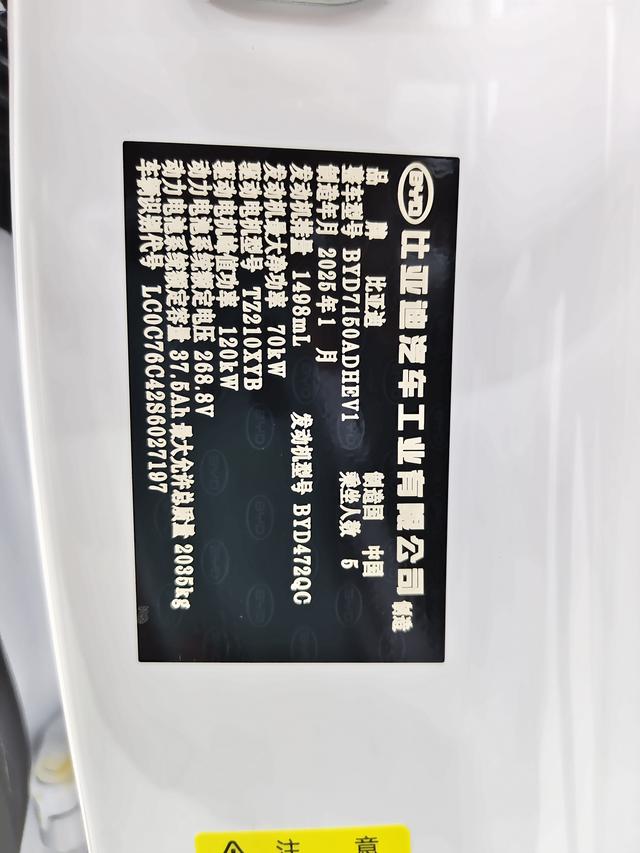 BYD 比亚迪汽车工业有限公司 制造
品牌 比亚迪 制造国 中国
整车型号 BYD7150ADHEV1 乘坐人数 5
制造年月 2025年1月
发动机排量 1498mL 发动机型号 BYD472QC
发动机最大净功率 70kW
驱动电机型号 TZ210XYB
驱动电机峰值功率 120kW
动力电池系统额定电压 268.8V
动力电池系统额定容量 37.5Ah 最大允许总质量 2035kg
车辆识别代号 LC0C76C42S6027197
注 意